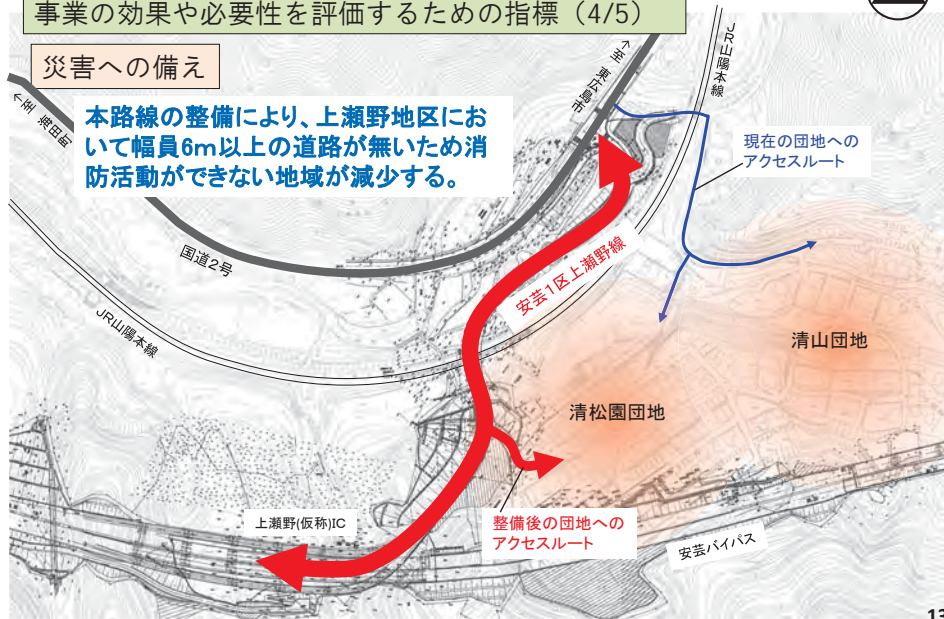 事業の効果や必要性を評価するための指標（4/5）
災害への備え
本路線の整備により、上瀬野地区にお
いて幅員6m以上の道路が無いため消
防活動ができない地域が減少する。
↑至 海田町
↑至 東広島市
JR山陽本線
現在の団地への
アクセスルート
国道2号
安芸1区上瀬野線
JR山陽本線
清山団地
清松園団地
上瀬野(仮称)IC
整備後の団地への
アクセスルート
安芸バイパス
13